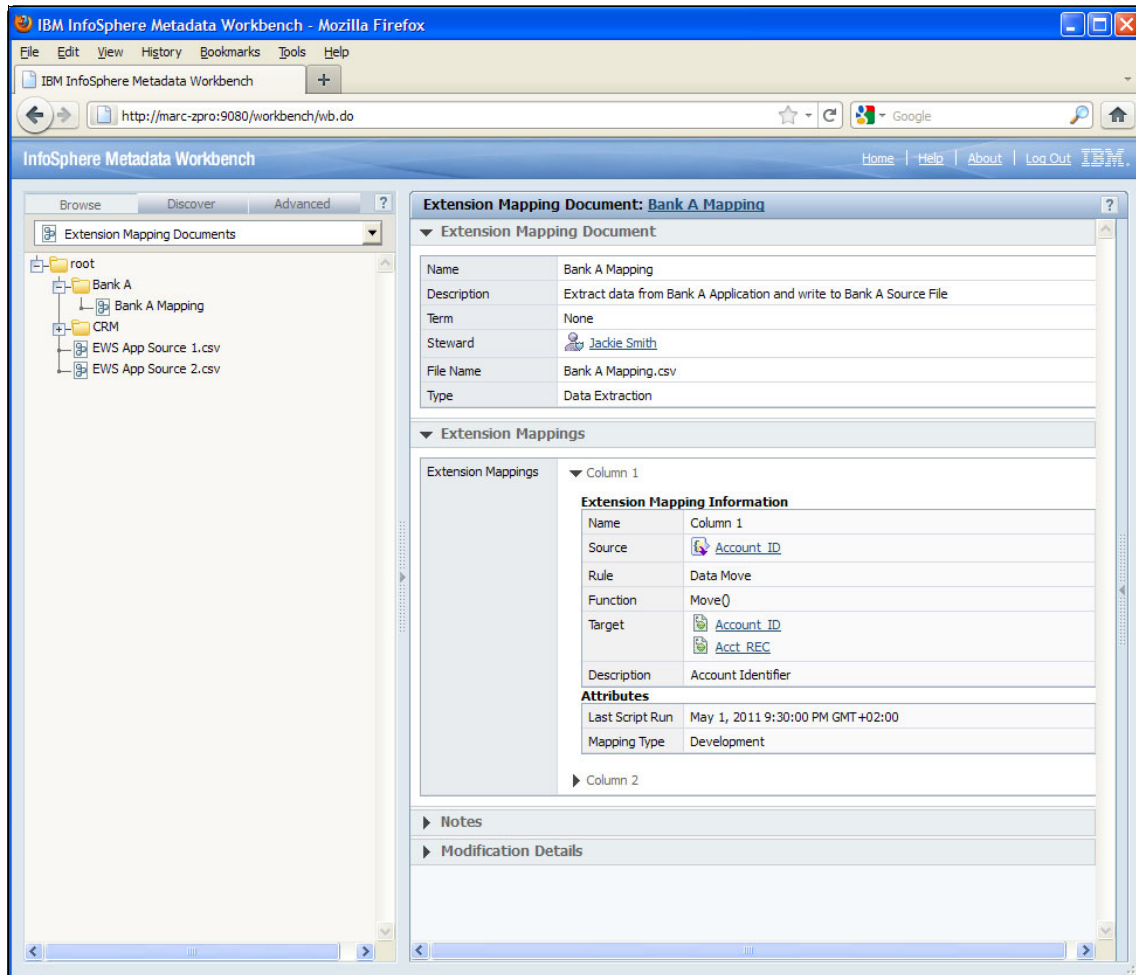 IBM InfoSphere Metadata Workbench - Mozilla Firefox
File Edit View History Bookmarks Tools Help
IBM InfoSphere Metadata Workbench +
http://marc-zpro:9080/workbench/wb.do Google
InfoSphere Metadata Workbench Home | Help | About | Log Out IBM.
Browse Discover Advanced ?
Extension Mapping Documents
root
Bank A
Bank A Mapping
CRM
EWS App Source 1.csv
EWS App Source 2.csv
Extension Mapping Document: Bank A Mapping ?
Extension Mapping Document
Name Bank A Mapping
Description Extract data from Bank A Application and write to Bank A Source File
Term None
Steward Jackie Smith
File Name Bank A Mapping.csv
Type Data Extraction
Extension Mappings
Extension Mappings Column 1
Extension Mapping Information
Name Column 1
Source Account_ID
Rule Data Move
Function Move()
Target Account_ID
Acct_REC
Description Account Identifier
Attributes
Last Script Run May 1, 2011 9:30:00 PM GMT+02:00
Mapping Type Development
Column 2
Notes
Modification Details